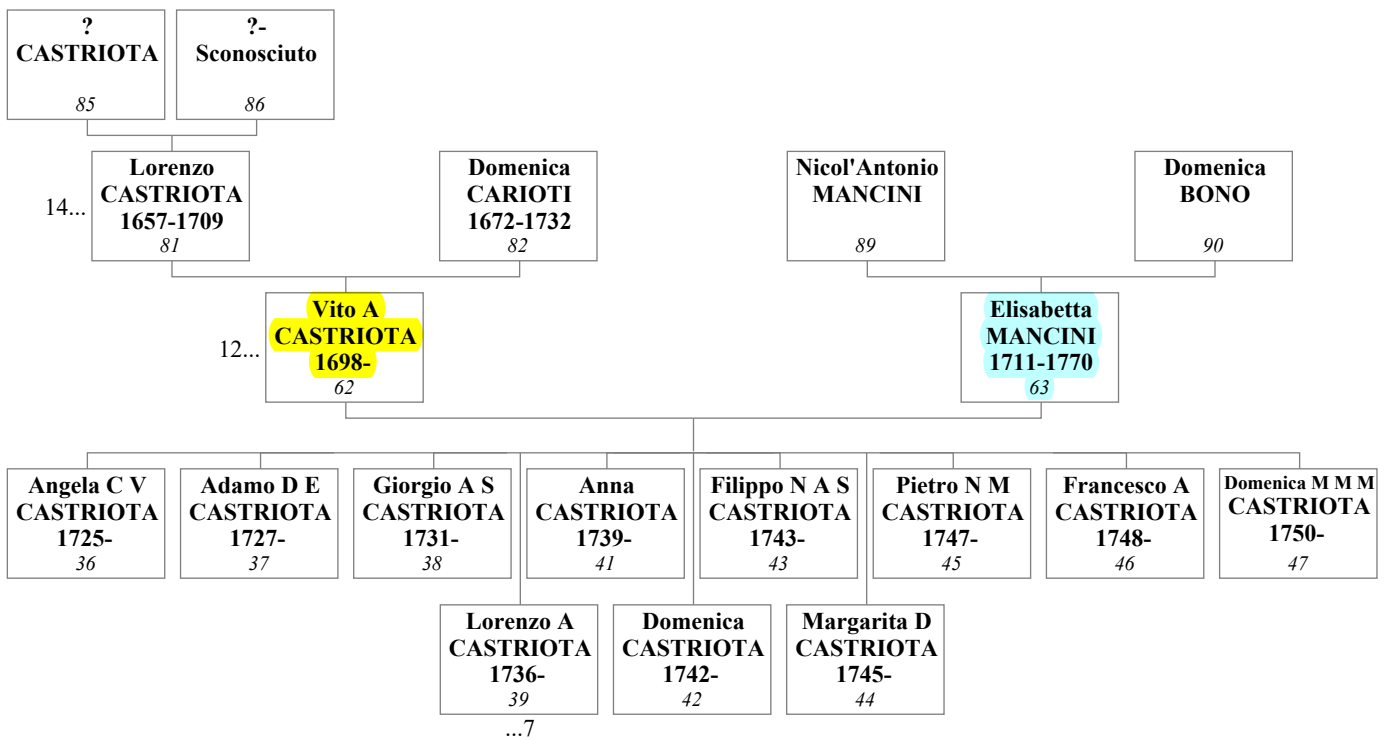 ?
CASTRIOTA
85
?-
Sconosciuto
86
14...
Lorenzo
CASTRIOTA
1657-1709
81
Domenica
CARIOTI
1672-1732
82
Nicol'Antonio
MANCINI
89
Domenica
BONO
90
12...
Vito A
CASTRIOTA
1698-
62
Elisabetta
MANCINI
1711-1770
63
Angela C V
CASTRIOTA
1725-
36
Adamo D E
CASTRIOTA
1727-
37
Giorgio A S
CASTRIOTA
1731-
38
Anna
CASTRIOTA
1739-
41
Filippo N A S
CASTRIOTA
1743-
43
Pietro N M
CASTRIOTA
1747-
45
Francesco A
CASTRIOTA
1748-
46
Domenica M M M
CASTRIOTA
1750-
47
Lorenzo A
CASTRIOTA
1736-
39
...7
Domenica
CASTRIOTA
1742-
42
Margarita D
CASTRIOTA
1745-
44